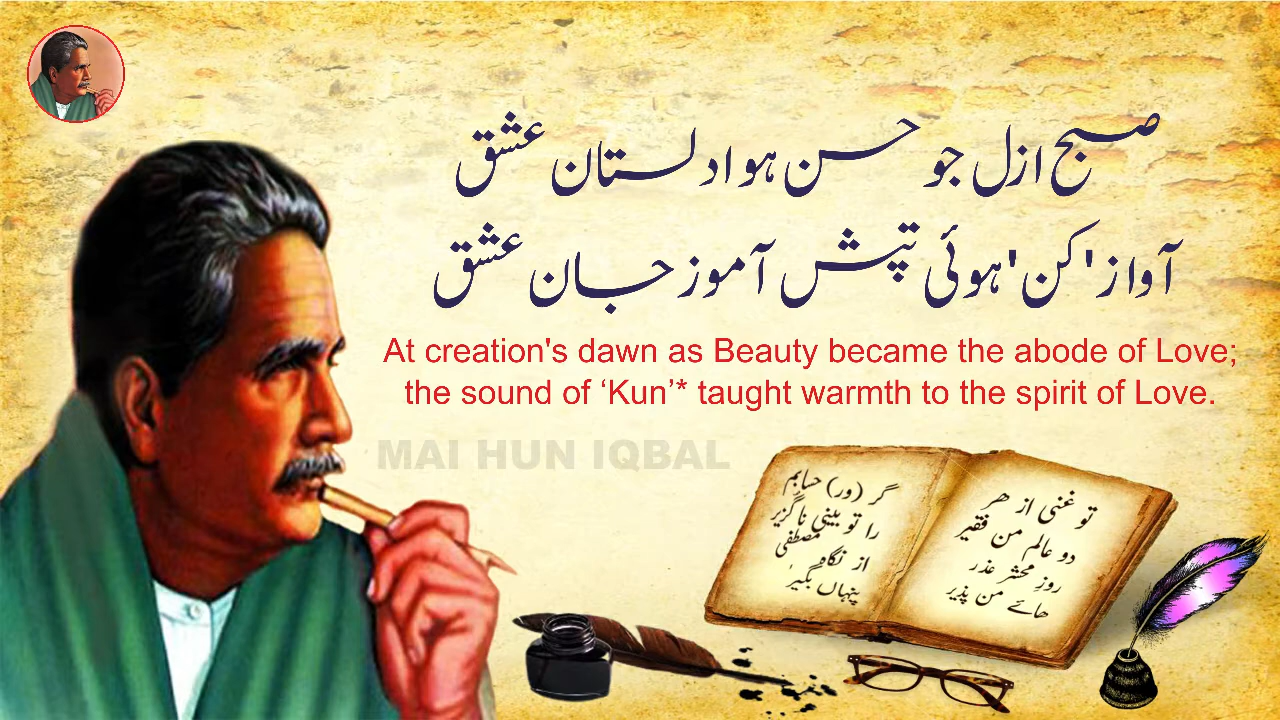 صبح ازل جو حسن ہوا دلستان عشق
آواز 'کن' ہوئی تپش آموز جان عشق
At creation's dawn as Beauty became the abode of Love;
the sound of ‘Kun’* taught warmth to the spirit of Love.
MAI HUN IQBAL
تو غنی از هر
دو عالم من فقیر
روزِ محشر عذر
هائے من پذیر
گر (ور) حسابم
را تو بینی ناگزیر
از نگاہِ مصطفیٰ
پنہاں بگیر